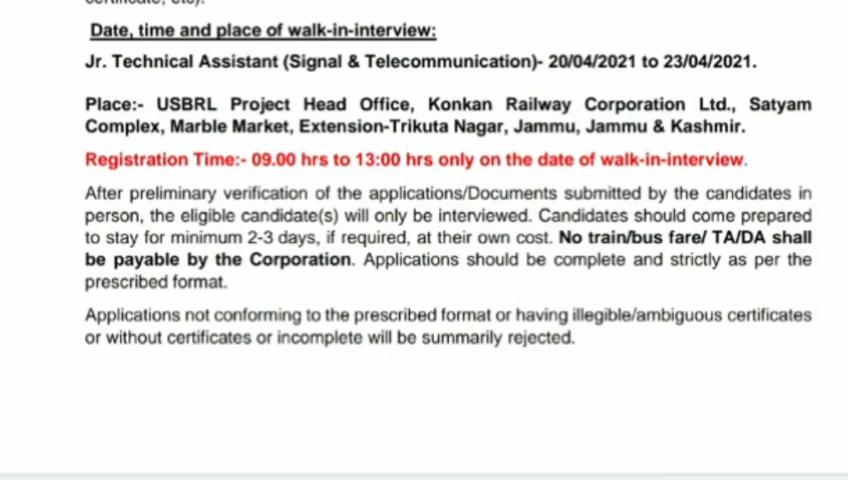 Date, time and place of walk-in-interview:
Jr. Technical Assistant (Signal & Telecommunication)- 20/04/2021 to 23/04/2021.
Place:- USBRL Project Head Office, Konkan Railway Corporation Ltd., Satyam
Complex, Marble Market, Extension-Trikuta Nagar, Jammu, Jammu & Kashmir.
Registration Time:- 09.00 hrs to 13:00 hrs only on the date of walk-in-interview.
After preliminary verification of the applications/Documents submitted by the candidates in
person, the eligible candidate(s) will only be interviewed. Candidates should come prepared
to stay for minimum 2-3 days, if required, at their own cost. No train/bus fare/ TA/DA shall
be payable by the Corporation. Applications should be complete and strictly as per the
prescribed format.
Applications not conforming to the prescribed format or having illegible/ambiguous certificates
or without certificates or incomplete will be summarily rejected.